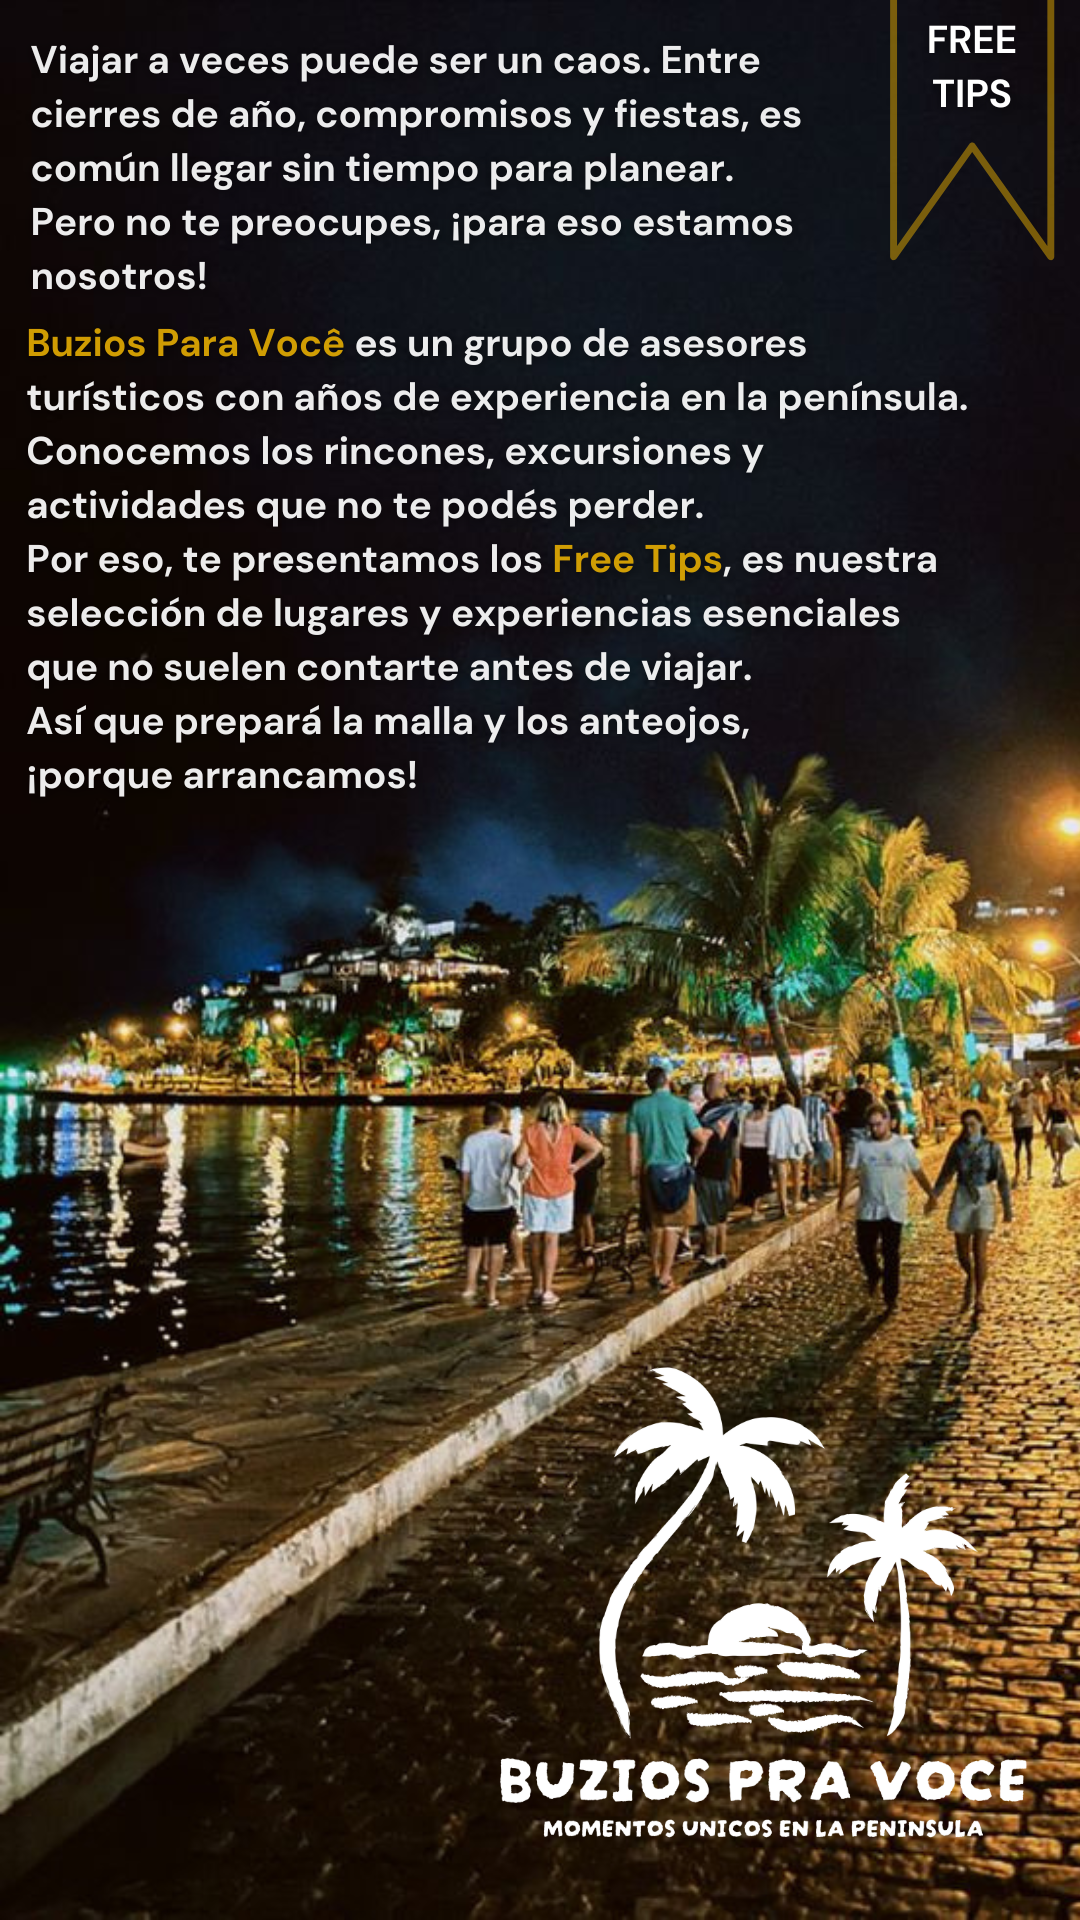 FREE
TIPS
Viajar a veces puede ser un caos. Entre
cierres de año, compromisos y fiestas, es
común llegar sin tiempo para planear.
Pero no te preocupes, ¡para eso estamos
nosotros!
Buzios Para Você es un grupo de asesores
turísticos con años de experiencia en la península.
Conocemos los rincones, excursiones y
actividades que no te podés perder.
Por eso, te presentamos los Free Tips, es nuestra
selección de lugares y experiencias esenciales
que no suelen contarte antes de viajar.
Así que prepará la malla y los anteojos,
¡porque arrancamos!
BUZIOS PRA VOCE
MOMENTOS UNICOS EN LA PENINSULA